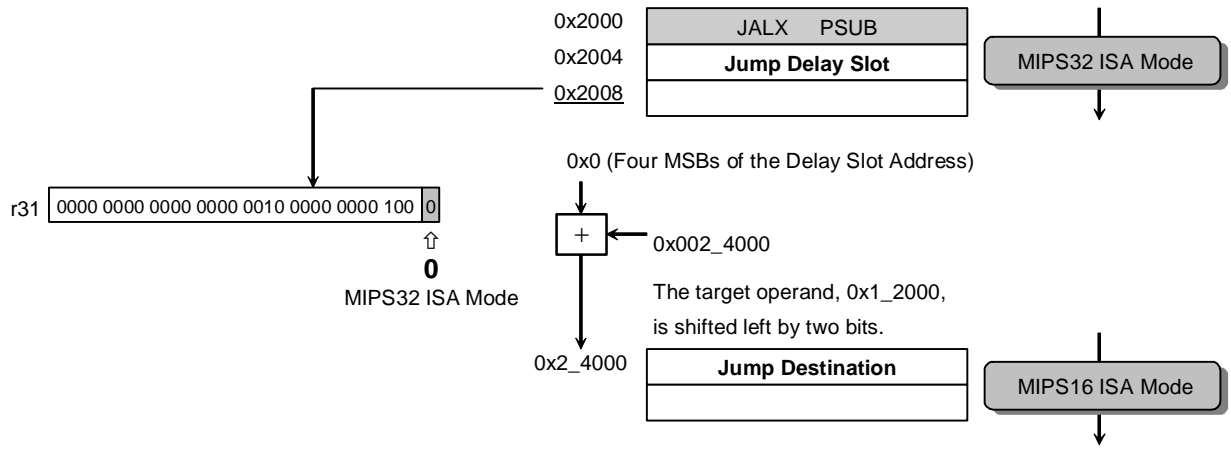 0x2000 JALX PSUB
0x2004 Jump Delay Slot MIPS32 ISA Mode
0x2008
0x0 (Four MSBs of the Delay Slot Address)
r31 0000 0000 0000 0000 0010 0000 0000 100 0
⇧ + 0x002_4000
0
MIPS32 ISA Mode
The target operand, 0x1_2000,
is shifted left by two bits.
0x2_4000 Jump Destination MIPS16 ISA Mode